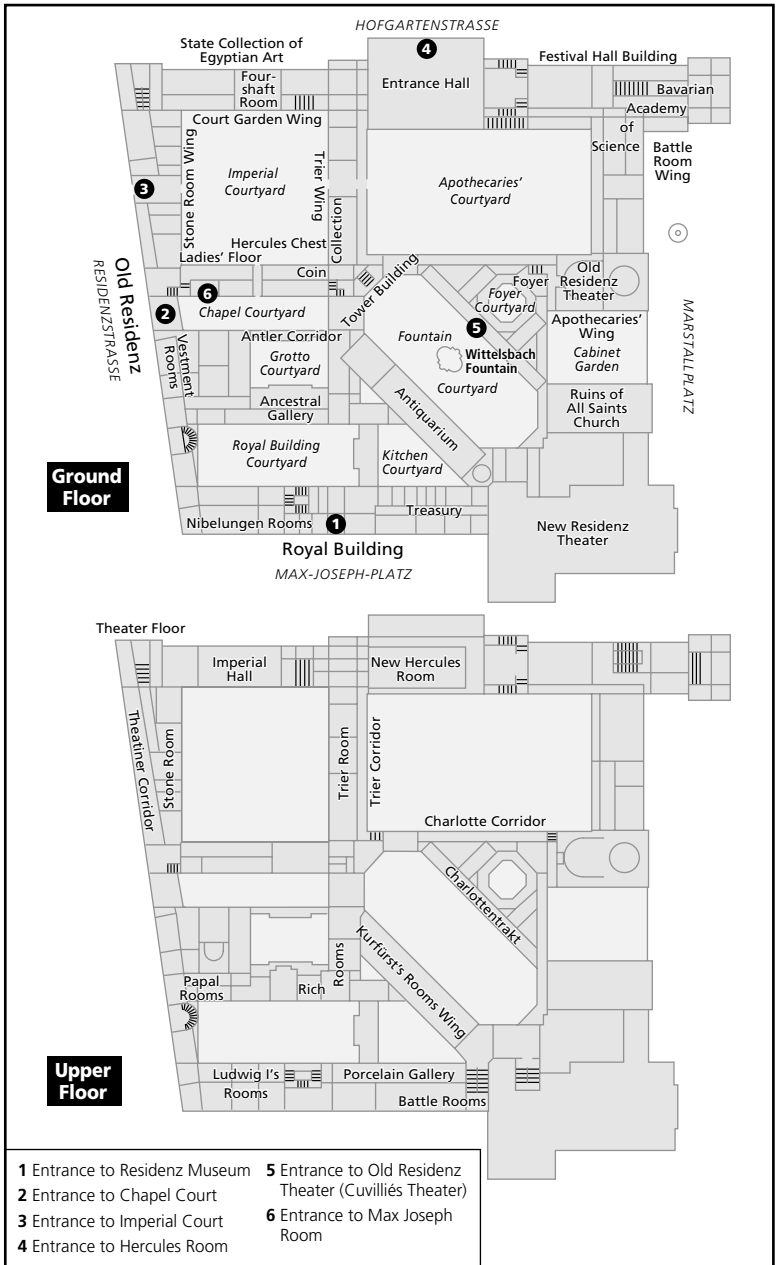 HOFGARTENSTRASSE
State Collection of
Egyptian Art
4
Festival Hall Building
Four-
shaft
Room
Entrance Hall
Bavarian
Academy
of
Science
Court Garden Wing
Battle
Room
Wing
Stone Room Wing
Imperial
Courtyard
Trier Wing
Apothecaries'
Courtyard
3
Collection
Hercules Chest
Ladies' Floor
Coin
Tower Building
Foyer
Old
Residenz
Theater
Foyer
Courtyard
Old Residenz
RESIDENZSTRASSE
6
2
Chapel Courtyard
5
MARSTALLPLATZ
Apothecaries'
Wing
Vestment
Rooms
Antler Corridor
Fountain
Wittelsbach
Fountain
Courtyard
Cabinet
Garden
Grotto
Courtyard
Ancestral
Gallery
Antiquarium
Ruins of
All Saints
Church
Royal Building
Courtyard
Kitchen
Courtyard
Ground
Floor
Treasury
Nibelungen Rooms
1
New Residenz
Theater
Royal Building
MAX-JOSEPH-PLATZ
Theater Floor
Imperial
Hall
New Hercules
Room
Theatiner Corridor
Stone Room
Trier Room
Trier Corridor
Charlotte Corridor
Charlottentrakt
Kurfürst's Rooms Wing
Papal
Rooms
Rich
Rooms
Upper
Floor
Ludwig I's
Rooms
Porcelain Gallery
Battle Rooms
1 Entrance to Residenz Museum
2 Entrance to Chapel Court
3 Entrance to Imperial Court
4 Entrance to Hercules Room
5 Entrance to Old Residenz
Theater (Cuvilliés Theater)
6 Entrance to Max Joseph
Room